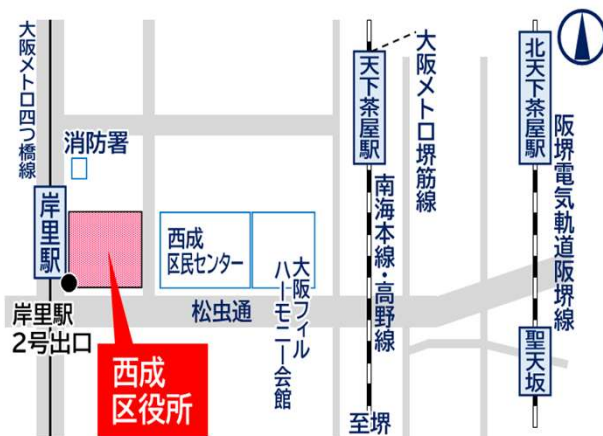 大阪メトロ四つ橋線
消防署
岸里駅
岸里駅
2号出口
西成
区役所
西成
区民センター
大阪フィル
ハーモニー会館
松虫通
天下茶屋駅
大阪メトロ堺筋線
南海本線・高野線
至堺
北天下茶屋駅
阪堺電気軌道阪堺線
聖天坂